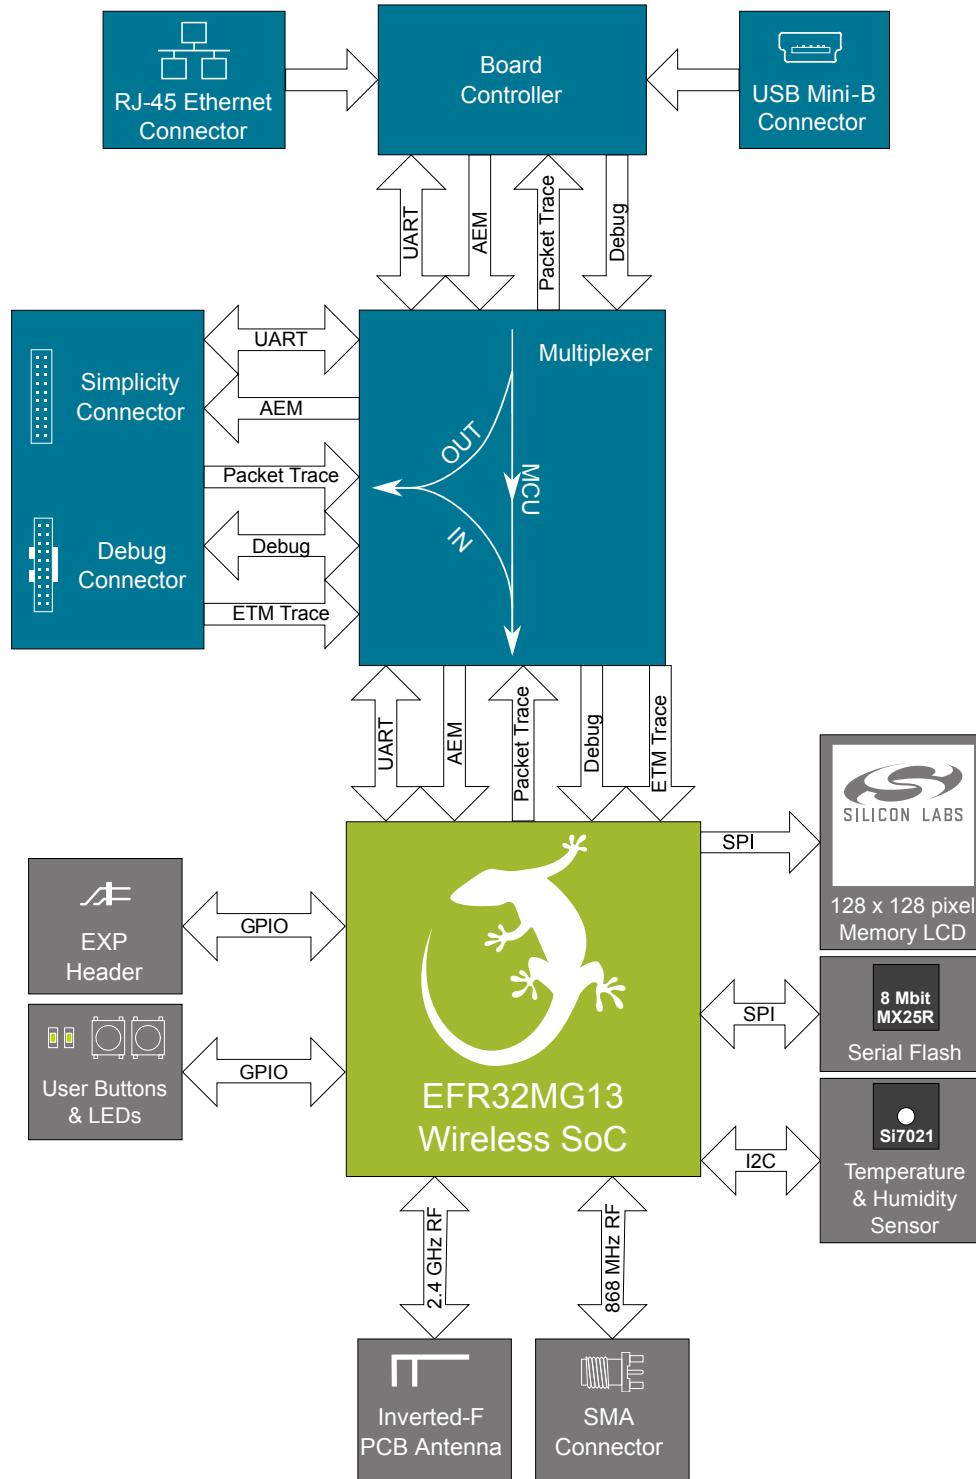 RJ-45 Ethernet
Connector
Board
Controller
USB Mini-B
Connector
UART
AEM
Packet Trace
Debug
Simplicity
Connector
Debug
Connector
UART
AEM
Packet Trace
Debug
ETM Trace
Multiplexer
OUT
IN
MCU
UART
AEM
Packet Trace
Debug
ETM Trace
EXP
Header
GPIO
User Buttons
& LEDs
GPIO
EFR32MG13
Wireless SoC
SPI
SILICON LABS
128 x 128 pixel
Memory LCD
SPI
8 Mbit
MX25R
Serial Flash
I2C
Si7021
Temperature
& Humidity
Sensor
2.4 GHz RF
868 MHz RF
Inverted-F
PCB Antenna
SMA
Connector